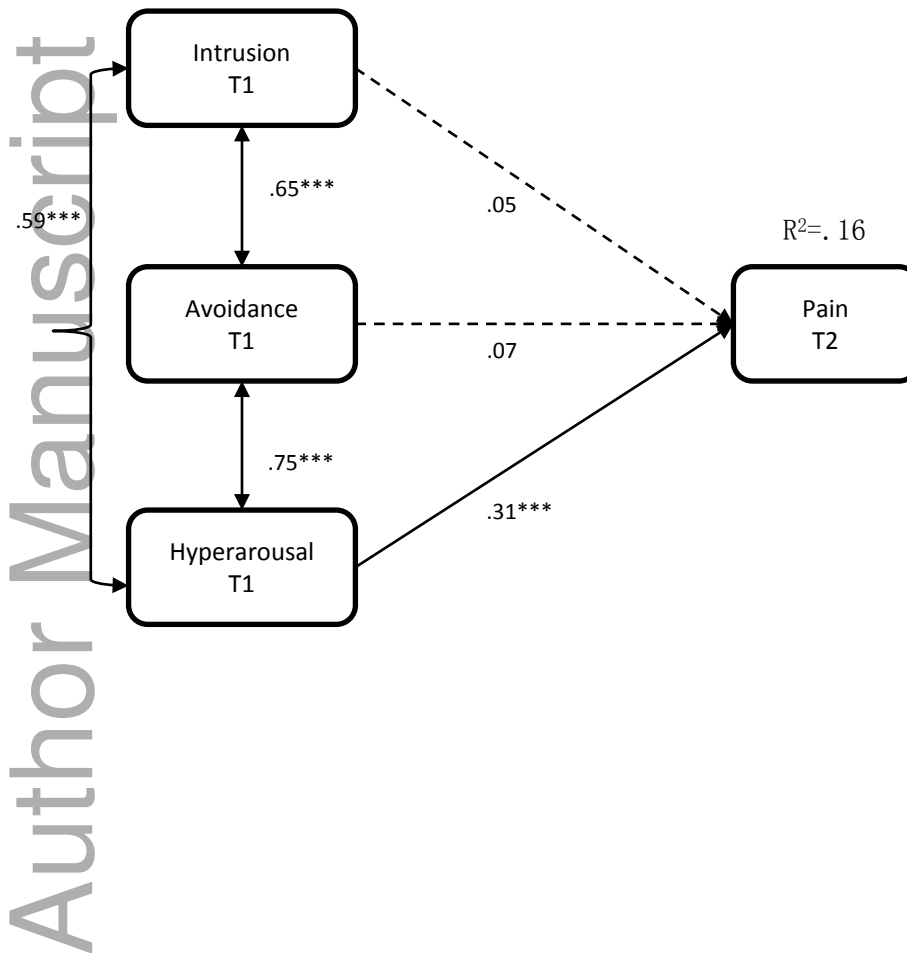 Author Manuscript
Intrusion
T1
.65***
.59***
.05
R²=. 16
Avoidance
T1
.07
Pain
T2
.75***
.31***
Hyperarousal
T1